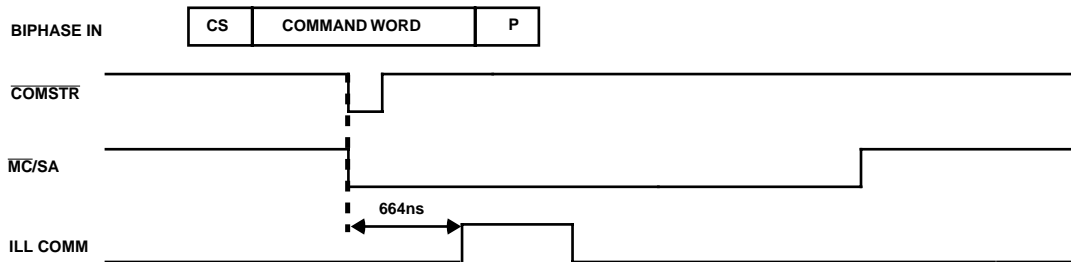 BIPHASE IN
CS COMMAND WORD P
COMSTR
MC/SA
664ns
ILL COMM